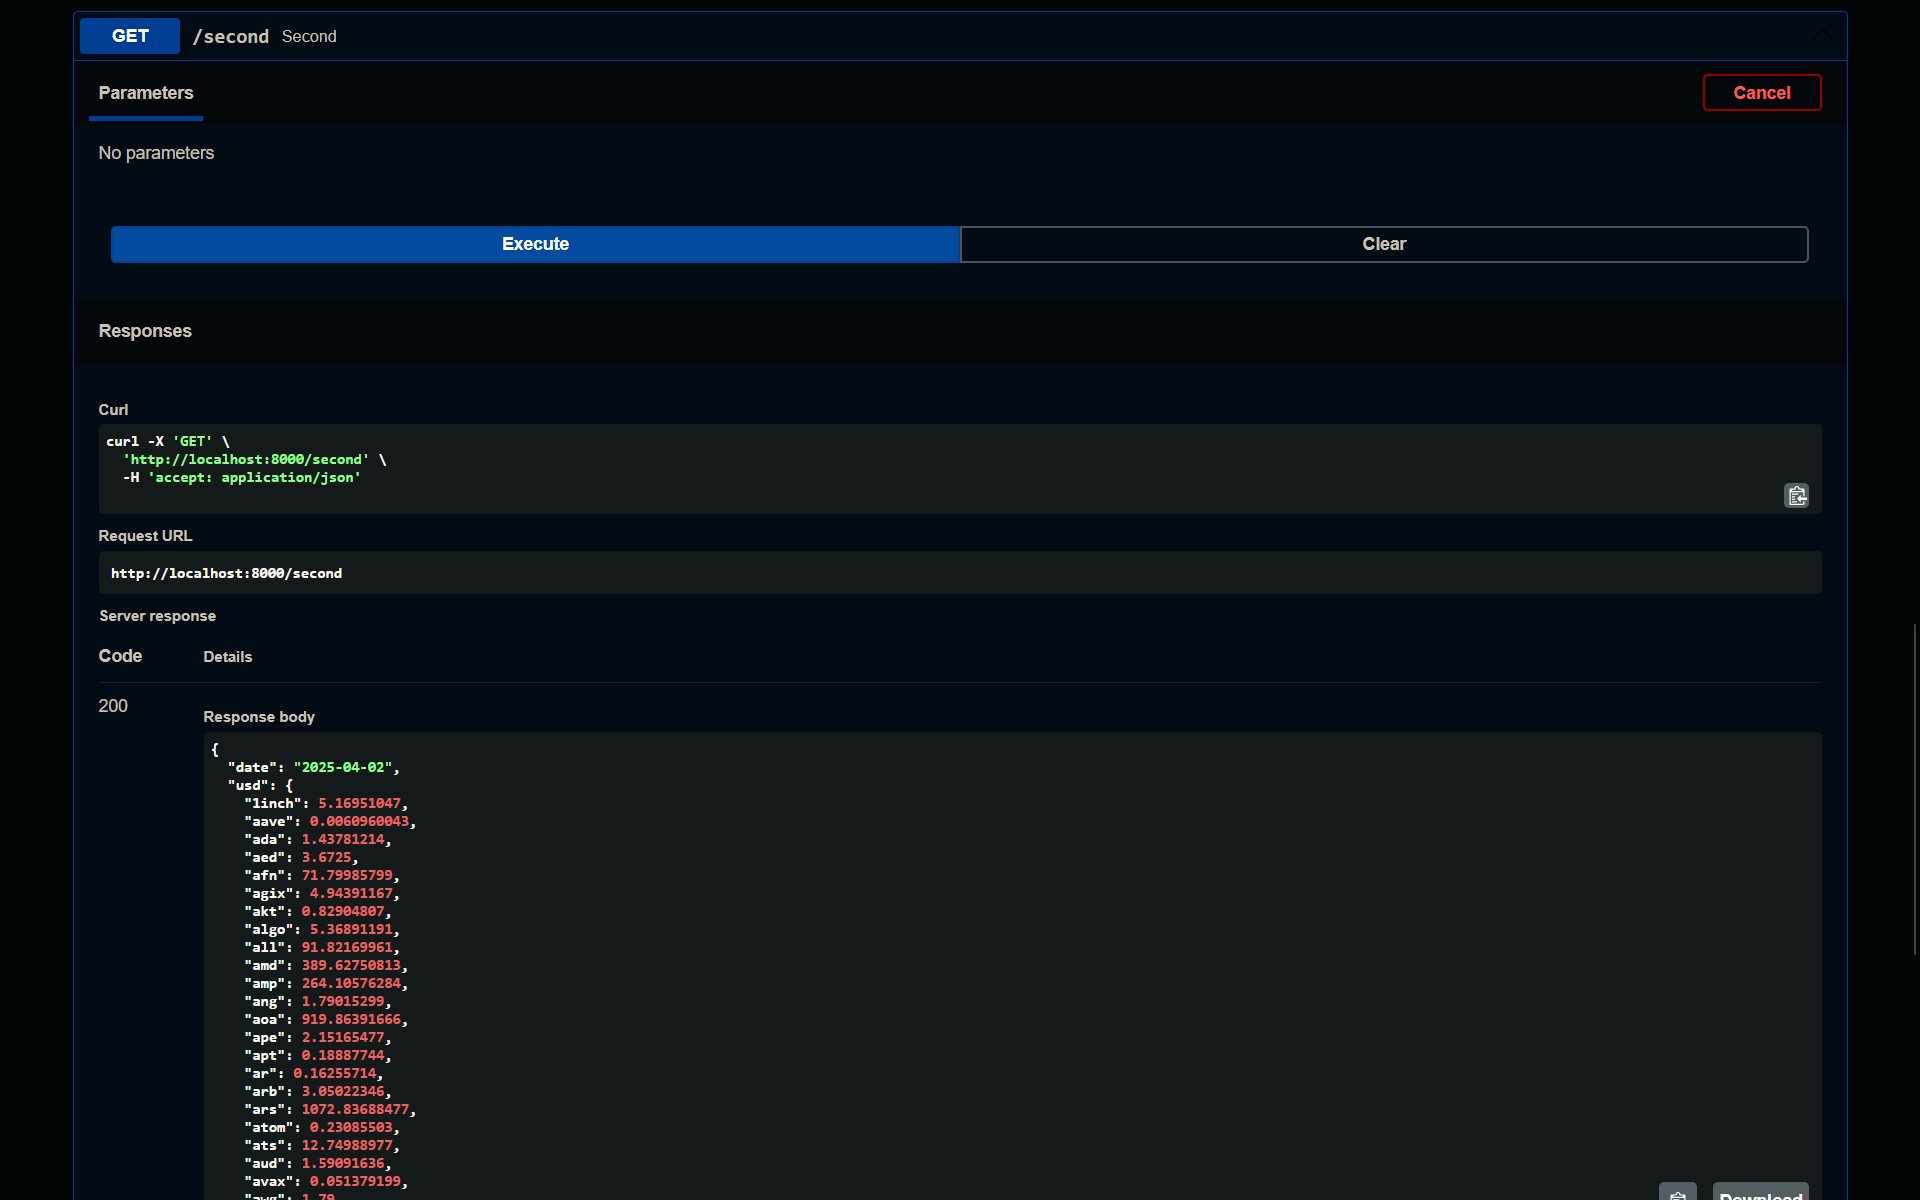 GET /second Second
Parameters
Cancel
No parameters
Execute
Clear
Responses
Curl
curl -X 'GET' \
  'http://localhost:8000/second' \
  -H 'accept: application/json'
Request URL
http://localhost:8000/second
Server response
Code Details
200
Response body
{
  "date": "2025-04-02",
  "usd": {
    "1inch": 5.16951047,
    "aave": 0.0060960043,
    "ada": 1.43781214,
    "aed": 3.6725,
    "afn": 71.79985799,
    "agix": 4.94391167,
    "akt": 0.82904807,
    "algo": 5.36891191,
    "all": 91.82169961,
    "amd": 389.62750813,
    "amp": 264.10576284,
    "ang": 1.79015299,
    "aoa": 919.86391666,
    "ape": 2.15165477,
    "apt": 0.18887744,
    "ar": 0.16255714,
    "arb": 3.05022346,
    "ars": 1072.83688477,
    "atom": 0.23085503,
    "ats": 12.74988977,
    "aud": 1.59091636,
    "avax": 0.051379199,
    "awg": 1.79
Download